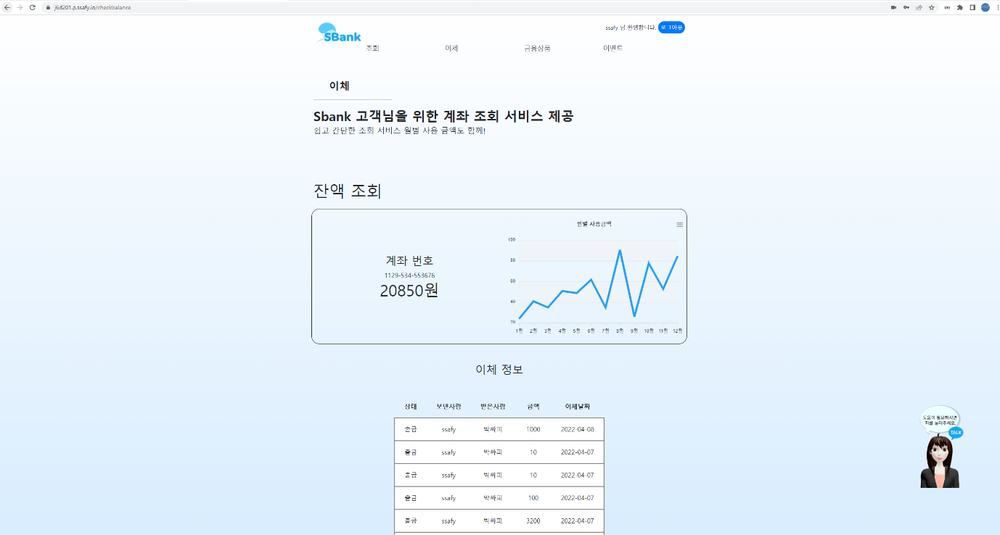 j6d201.p.ssafy.io/checkbalance
SBank
ssafy 님 환영합니다.
로그아웃
조회
이체
금융상품
이벤트
이체
Sbank 고객님을 위한 계좌 조회 서비스 제공
쉽고 간단한 조회 서비스 월별 사용 금액도 함께!
잔액 조회
계좌 번호
1129-534-553676
20850원
월별 사용금액
100
80
60
40
20
1월 2월 3월 4월 5월 6월 7월 8월 9월 10월 11월 12월
이체 정보
상태 보낸사람 받은사람 금액 이체날짜
출금 ssafy 박싸피 1000 2022-04-08
출금 ssafy 박싸피 10 2022-04-07
출금 ssafy 박싸피 10 2022-04-07
출금 ssafy 박싸피 100 2022-04-07
출금 ssafy 박싸피 3200 2022-04-07
도움이 필요하시면
저를 눌러주세요.
TALK